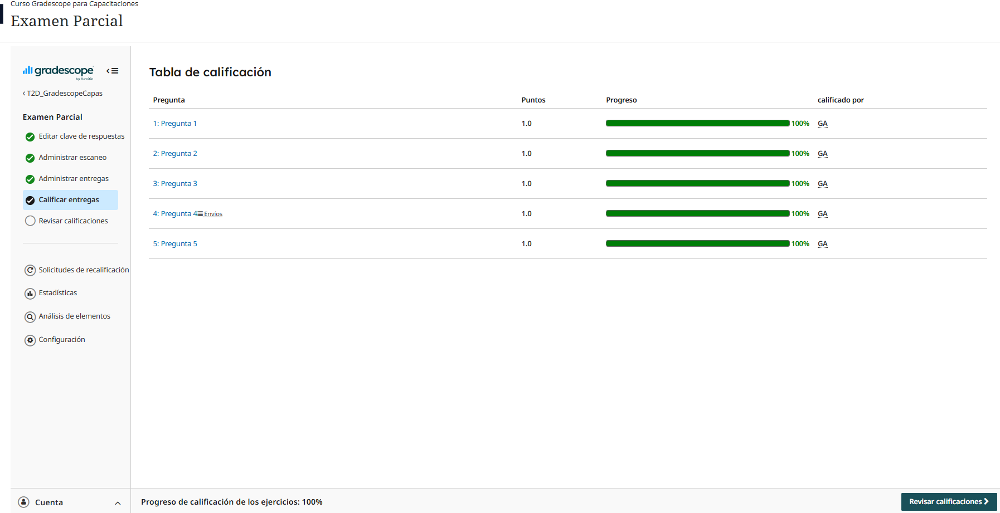 Curso Gradescope para Capacitaciones
Examen Parcial
gradescope
by Turnitin
T2D_GradescopeCapas
Examen Parcial
Editar clave de respuestas
Administrar escaneo
Administrar entregas
Calificar entregas
Revisar calificaciones
Solicitudes de recalificación
Estadísticas
Análisis de elementos
Configuración
Cuenta
Tabla de calificación
Pregunta Puntos Progreso calificado por
1: Pregunta 1 1.0 100% GA
2: Pregunta 2 1.0 100% GA
3: Pregunta 3 1.0 100% GA
4: Pregunta 4 Envíos 1.0 100% GA
5: Pregunta 5 1.0 100% GA
Progreso de calificación de los ejercicios: 100%
Revisar calificaciones